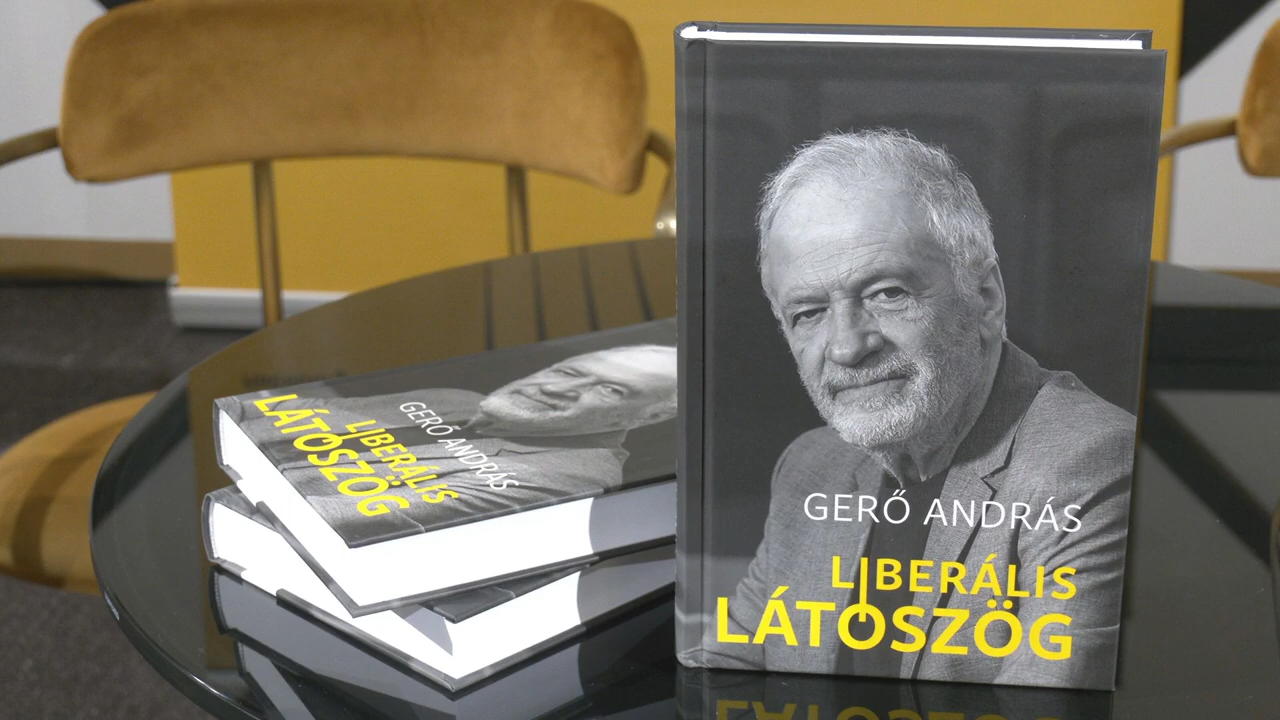 GERŐ ANDRÁS
LIBERÁLIS
LÁTOSZÖG
GERŐ ANDRÁS
LIBERÁLIS
LÁTOSZÖG